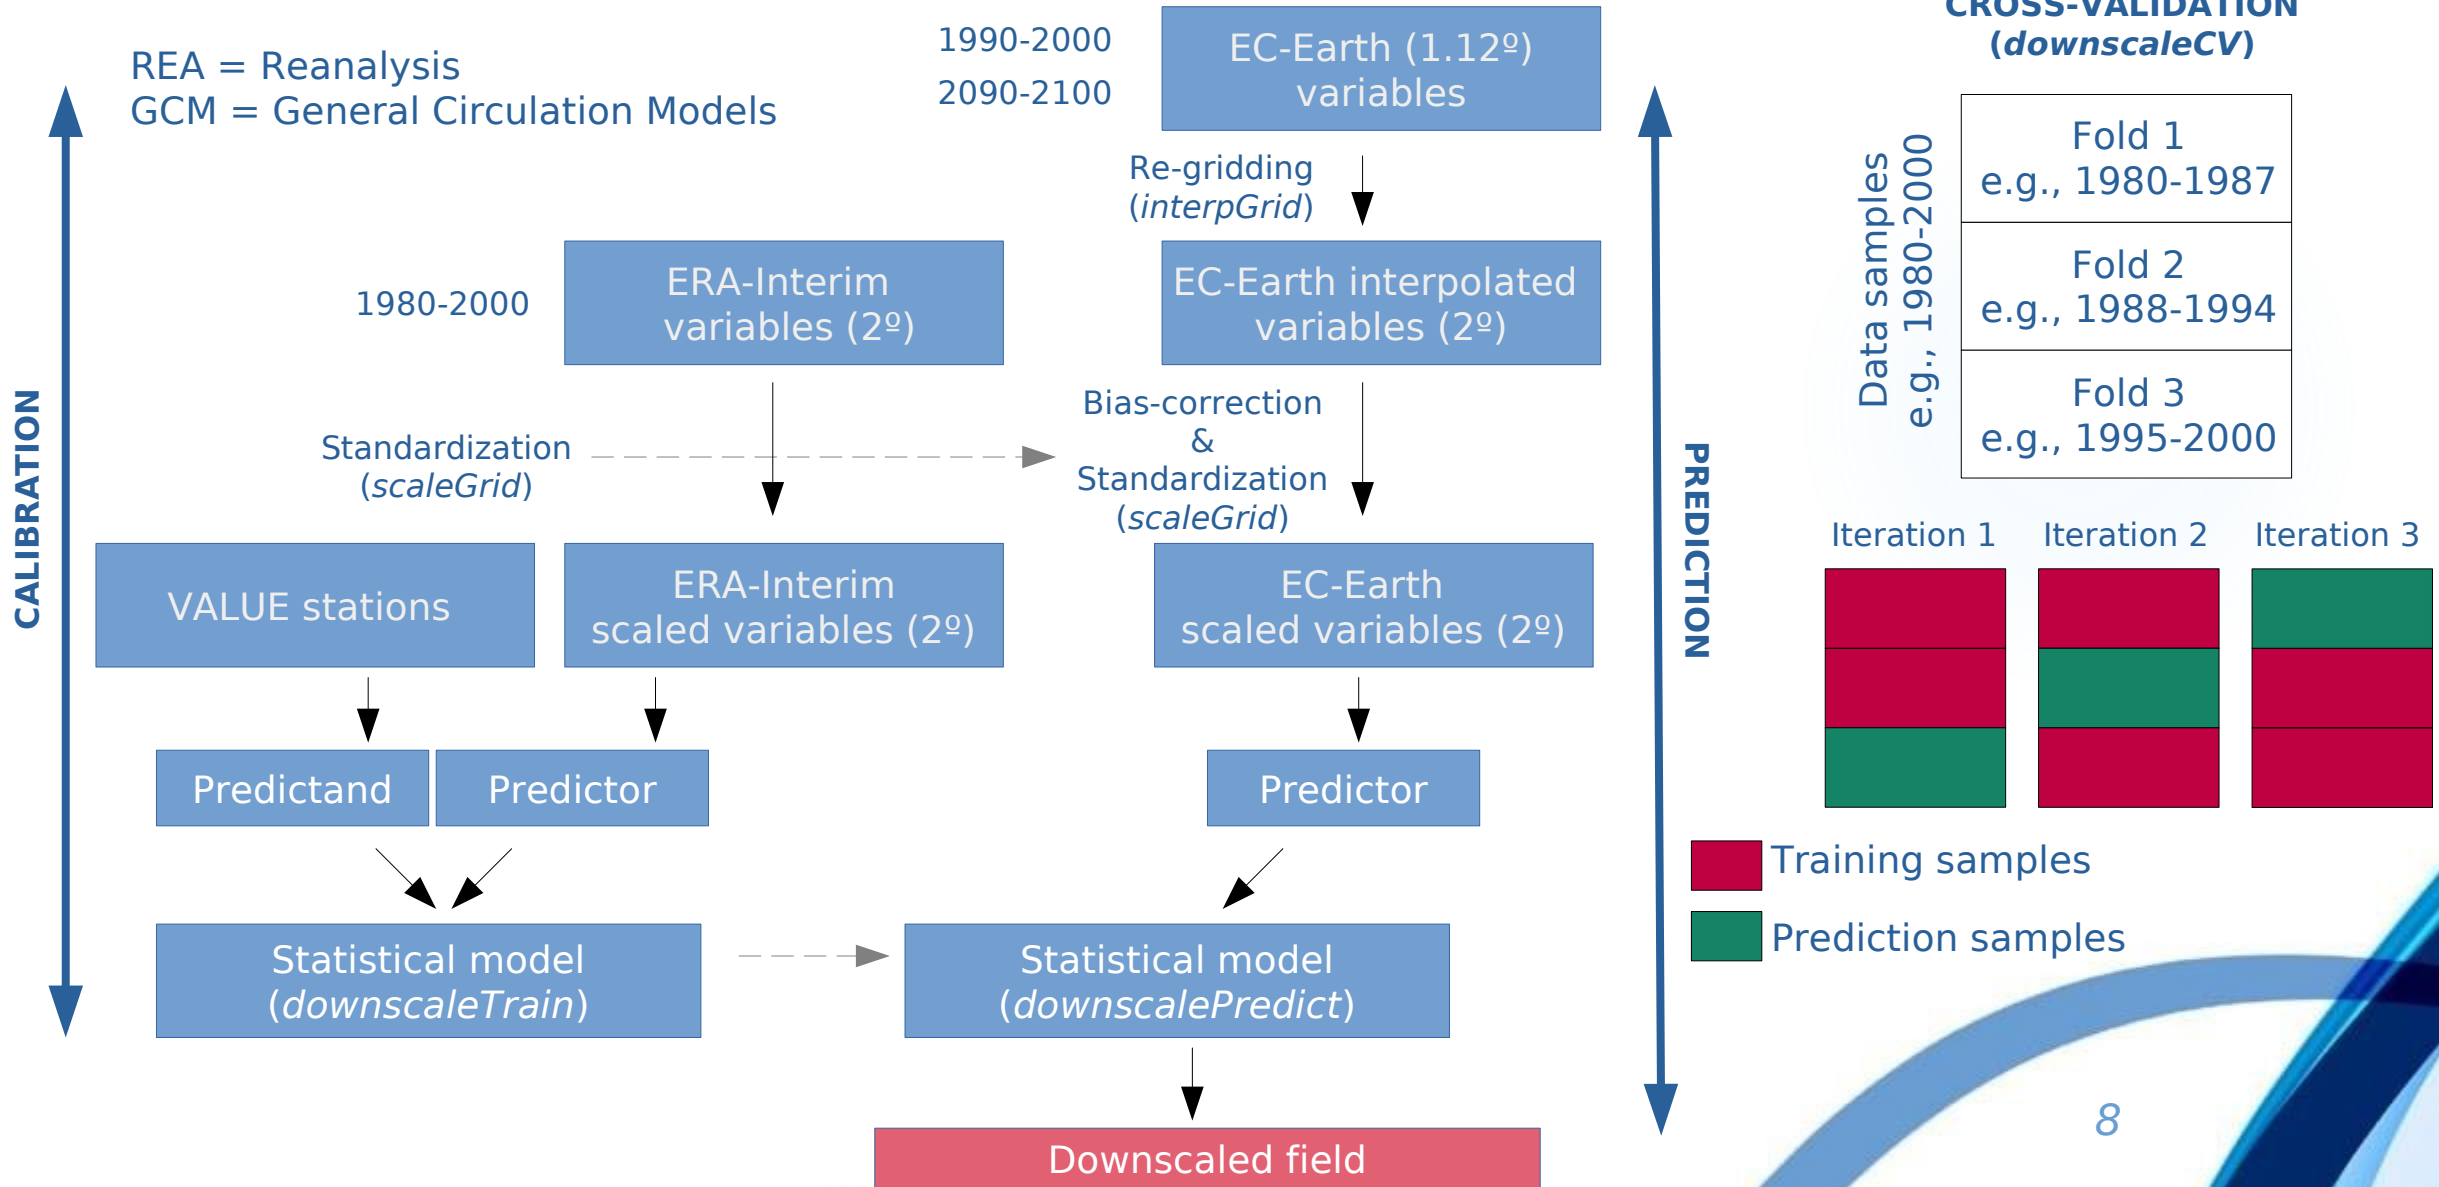 REA = Reanalysis
GCM = General Circulation Models
1990-2000
2090-2100
EC-Earth (1.12º)
variables
Re-gridding
(interpGrid)
1980-2000
ERA-Interim
variables (2º)
EC-Earth interpolated
variables (2º)
CALIBRATION
Standardization
(scaleGrid)
Bias-correction
&
Standardization
(scaleGrid)
PREDICTION
VALUE stations
ERA-Interim
scaled variables (2º)
EC-Earth
scaled variables (2º)
Predictand
Predictor
Predictor
Statistical model
(downscaleTrain)
Statistical model
(downscalePredict)
Downscaled field
CROSS-VALIDATION
(downscaleCV)
Data samples
e.g., 1980-2000
Fold 1
e.g., 1980-1987
Fold 2
e.g., 1988-1994
Fold 3
e.g., 1995-2000
Iteration 1
Iteration 2
Iteration 3
Training samples
Prediction samples
8